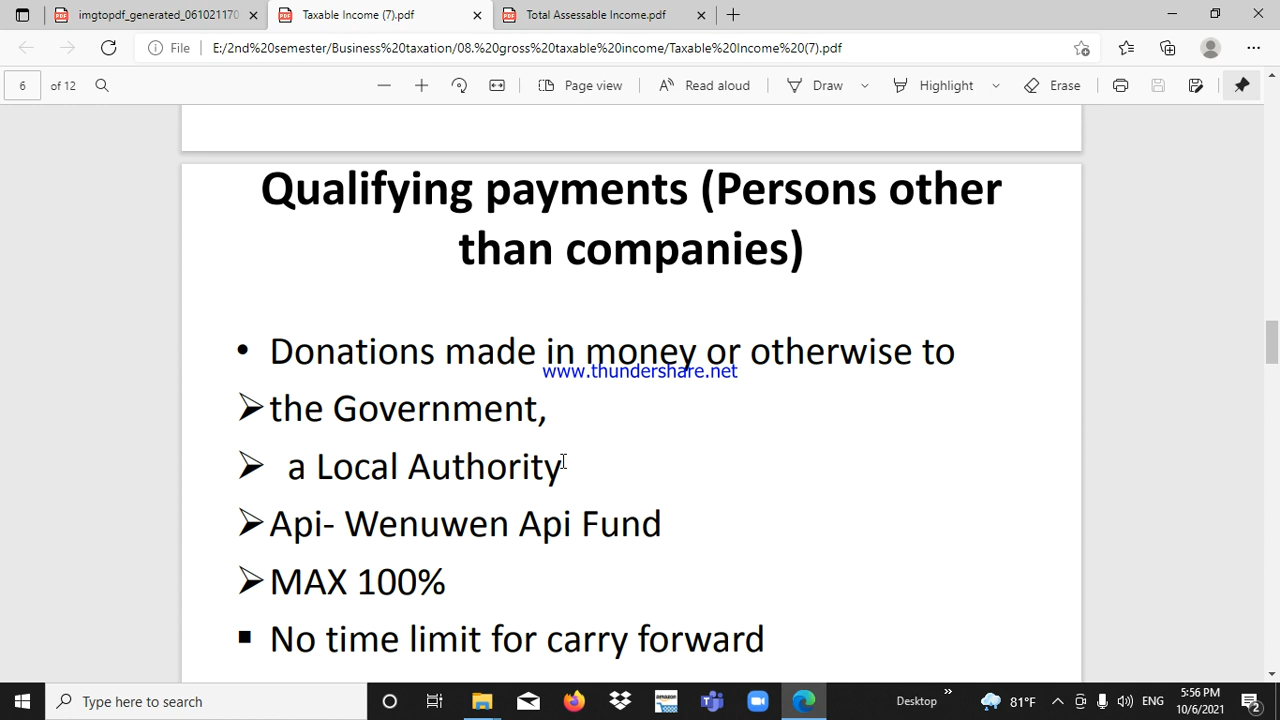 imgtopdf_generated_061021170
Taxable Income (7).pdf
Total Assessable Income.pdf
File
E:/2nd%20semester/Business%20taxation/08.%20gross%20taxable%20income/Taxable%20Income%20(7).pdf
6 of 12
Page view
Read aloud
Draw
Highlight
Erase
Qualifying payments (Persons other
than companies)
• Donations made in money or otherwise to
www.thundershare.net
➢ the Government,
➢ a Local Authority
➢ Api- Wenuwen Api Fund
➢ MAX 100%
▪ No time limit for carry forward
Type here to search
amazon
Desktop
81°F
ENG
5:56 PM
10/6/2021
2